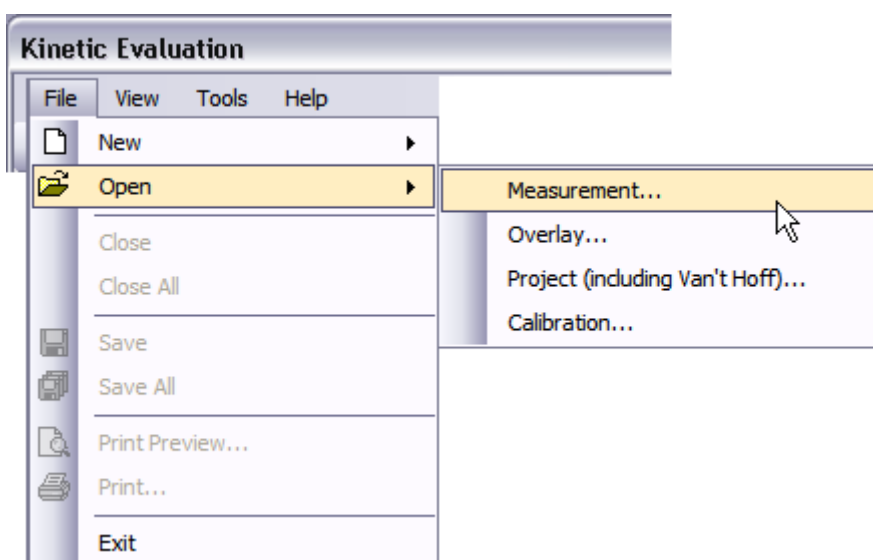 Kinetic Evaluation
File View Tools Help
New
Open
Measurement...
Overlay...
Project (including Van't Hoff)...
Calibration...
Close
Close All
Save
Save All
Print Preview...
Print...
Exit